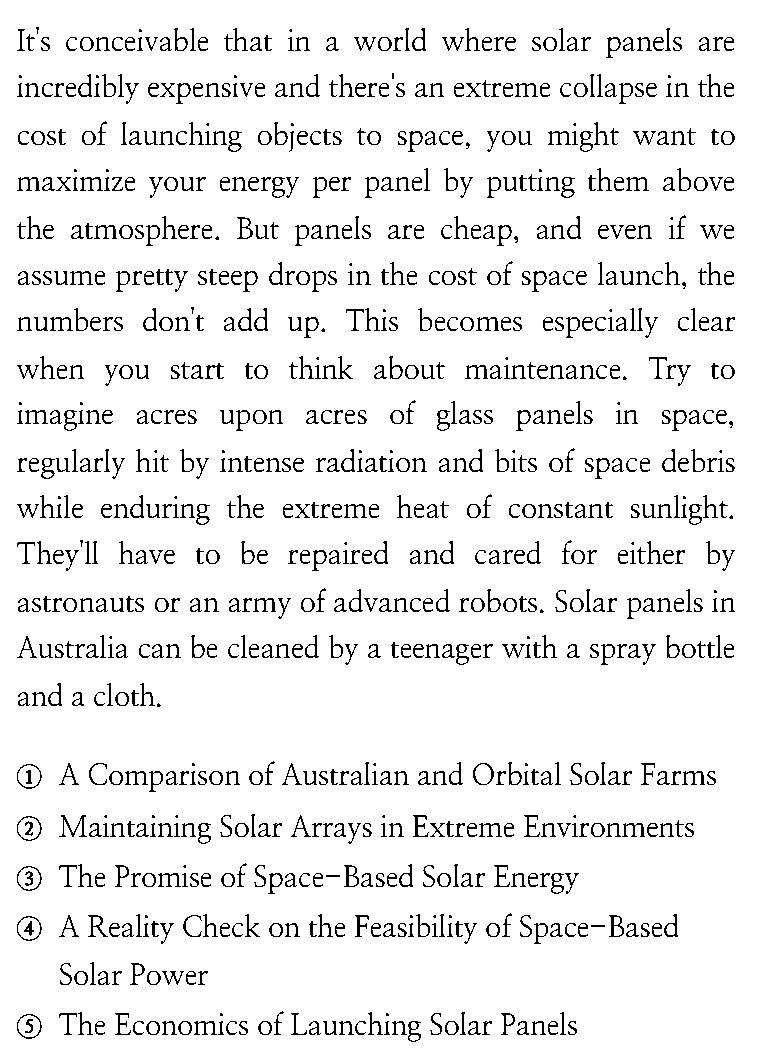 It's conceivable that in a world where solar panels are
incredibly expensive and there's an extreme collapse in the
cost of launching objects to space, you might want to
maximize your energy per panel by putting them above
the atmosphere. But panels are cheap, and even if we
assume pretty steep drops in the cost of space launch, the
numbers don't add up. This becomes especially clear
when you start to think about maintenance. Try to
imagine acres upon acres of glass panels in space,
regularly hit by intense radiation and bits of space debris
while enduring the extreme heat of constant sunlight.
They'll have to be repaired and cared for either by
astronauts or an army of advanced robots. Solar panels in
Australia can be cleaned by a teenager with a spray bottle
and a cloth.
① A Comparison of Australian and Orbital Solar Farms
② Maintaining Solar Arrays in Extreme Environments
③ The Promise of Space-Based Solar Energy
④ A Reality Check on the Feasibility of Space-Based
Solar Power
⑤ The Economics of Launching Solar Panels